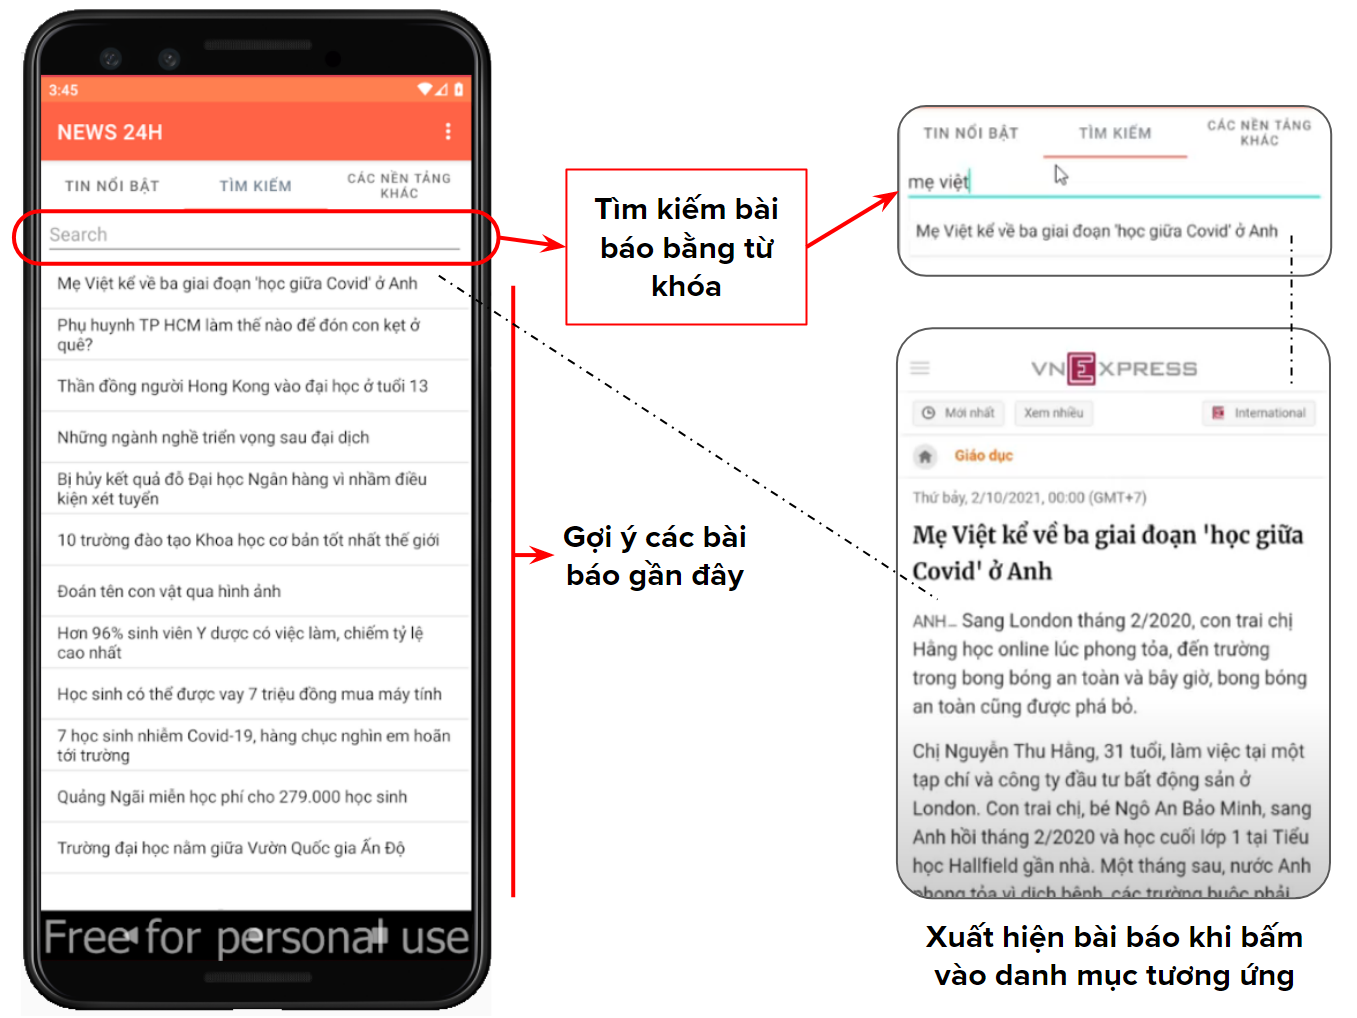 3:45
NEWS 24H
TIN NỔI BẬT
TÌM KIẾM
CÁC NỀN TẢNG
KHÁC
Search
Mẹ Việt kể về ba giai đoạn 'học giữa Covid' ở Anh
Phụ huynh TP HCM làm thế nào để đón con kẹt ở
quê?
Thần đồng người Hong Kong vào đại học ở tuổi 13
Những ngành nghề triển vọng sau đại dịch
Bị hủy kết quả đỗ Đại học Ngân hàng vì nhầm điều
kiện xét tuyển
10 trường đào tạo Khoa học cơ bản tốt nhất thế giới
Đoán tên con vật qua hình ảnh
Hơn 96% sinh viên Y dược có việc làm, chiếm tỷ lệ
cao nhất
Học sinh có thể được vay 7 triệu đồng mua máy tính
7 học sinh nhiễm Covid-19, hàng chục nghìn em hoãn
tới trường
Quảng Ngãi miễn học phí cho 279.000 học sinh
Trường đại học nằm giữa Vườn Quốc gia Ấn Độ
Free for personal use
Tìm kiếm bài
báo bằng từ
khóa
Gợi ý các bài
báo gần đây
TIN NỔI BẬT
TÌM KIẾM
CÁC NỀN TẢNG
KHÁC
mẹ việt
Mẹ Việt kể về ba giai đoạn 'học giữa Covid' ở Anh
VNEXPRESS
Mới nhất
Xem nhiều
International
Giáo dục
Thứ bảy, 2/10/2021, 00:00 (GMT+7)
Mẹ Việt kể về ba giai đoạn 'học giữa
Covid' ở Anh
ANH_ Sang London tháng 2/2020, con trai chị
Hằng học online lúc phong tỏa, đến trường
trong bong bóng an toàn và bây giờ, bong bóng
an toàn cũng được phá bỏ.
Chị Nguyễn Thu Hằng, 31 tuổi, làm việc tại một
tạp chí và công ty đầu tư bất động sản ở
London. Con trai chị, bé Ngô An Bảo Minh, sang
Anh hồi tháng 2/2020 và học cuối lớp 1 tại Tiểu
học Hallfield gần nhà. Một tháng sau, nước Anh
phong tỏa vì dịch bệnh, các trường buộc phải
Xuất hiện bài báo khi bấm
vào danh mục tương ứng